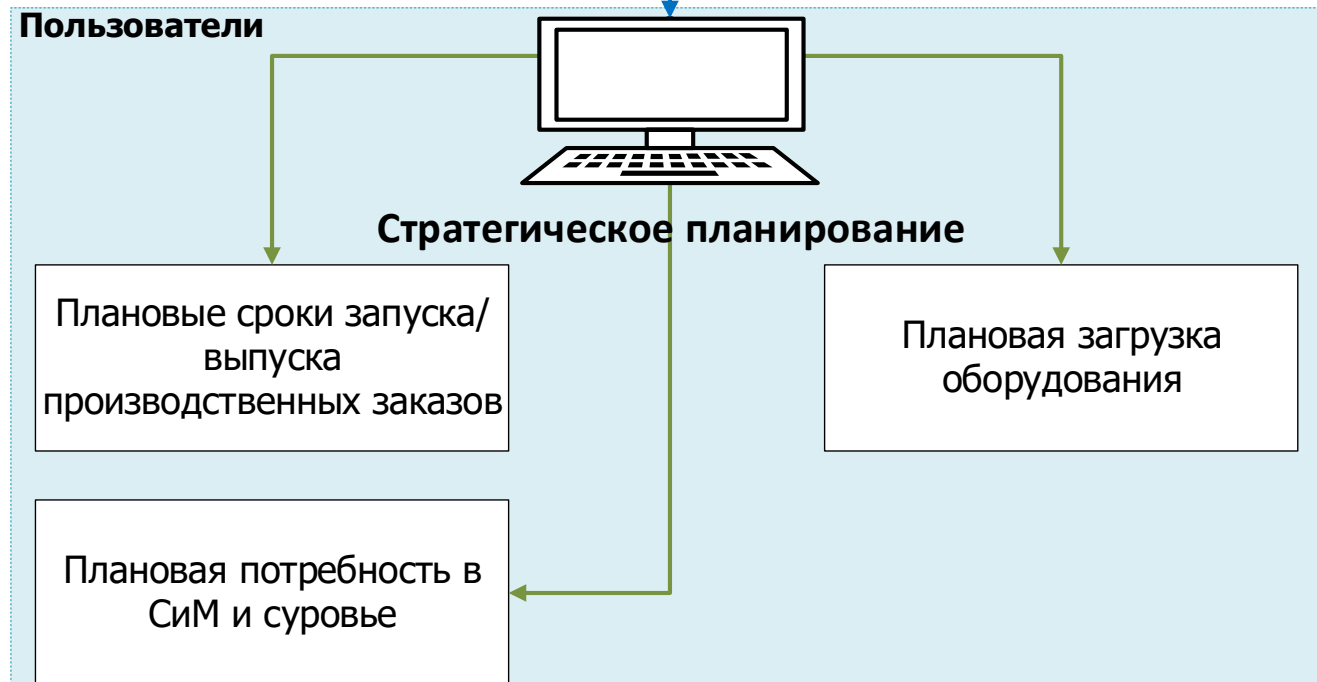 Пользователи
Стратегическое планирование
Плановые сроки запуска/
выпуска
производственных заказов
Плановая загрузка
оборудования
Плановая потребность в
СиМ и суровье